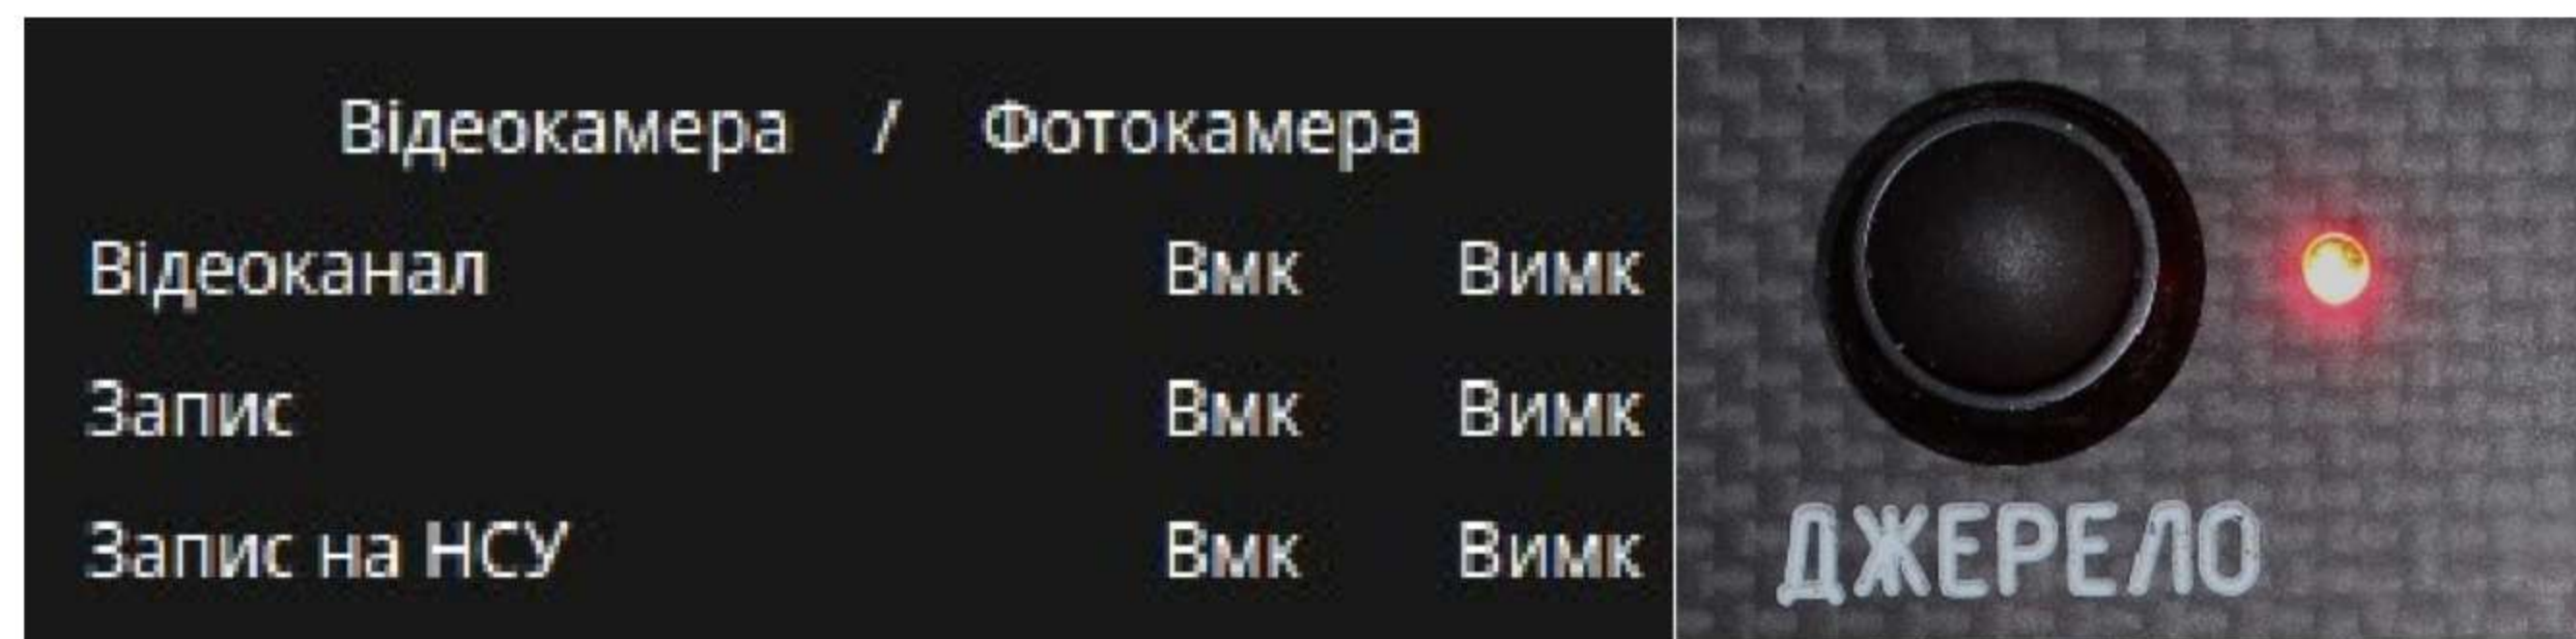 Відеокамера / Фотокамера
Відеоканал Вмк Вимк
Запис Вмк Вимк
Запис на НСУ Вмк Вимк
ДЖЕРЕЛО